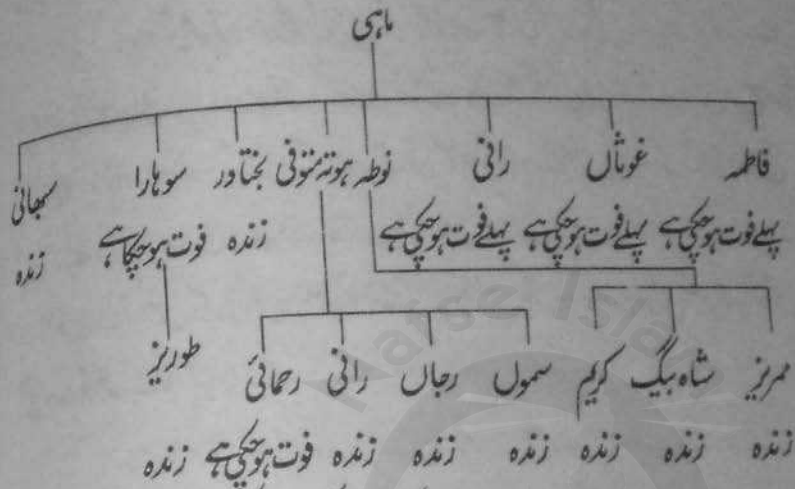 ماہی
فاطمہ غوثاں رانی نوطہ ہوتہ متوفی بختاور سوہارا سبھائی
پہلے فوت ہوچکی ہے پہلے فوت ہوچکی ہے پہلے فوت ہوچکی ہے زندہ فوت ہوچکا ہے زندہ
ممریز شاہ بیگ کریم سموں رجاں رانی رحمائی طوریز
زندہ زندہ زندہ زندہ زندہ زندہ فوت ہوچکی ہے زندہ